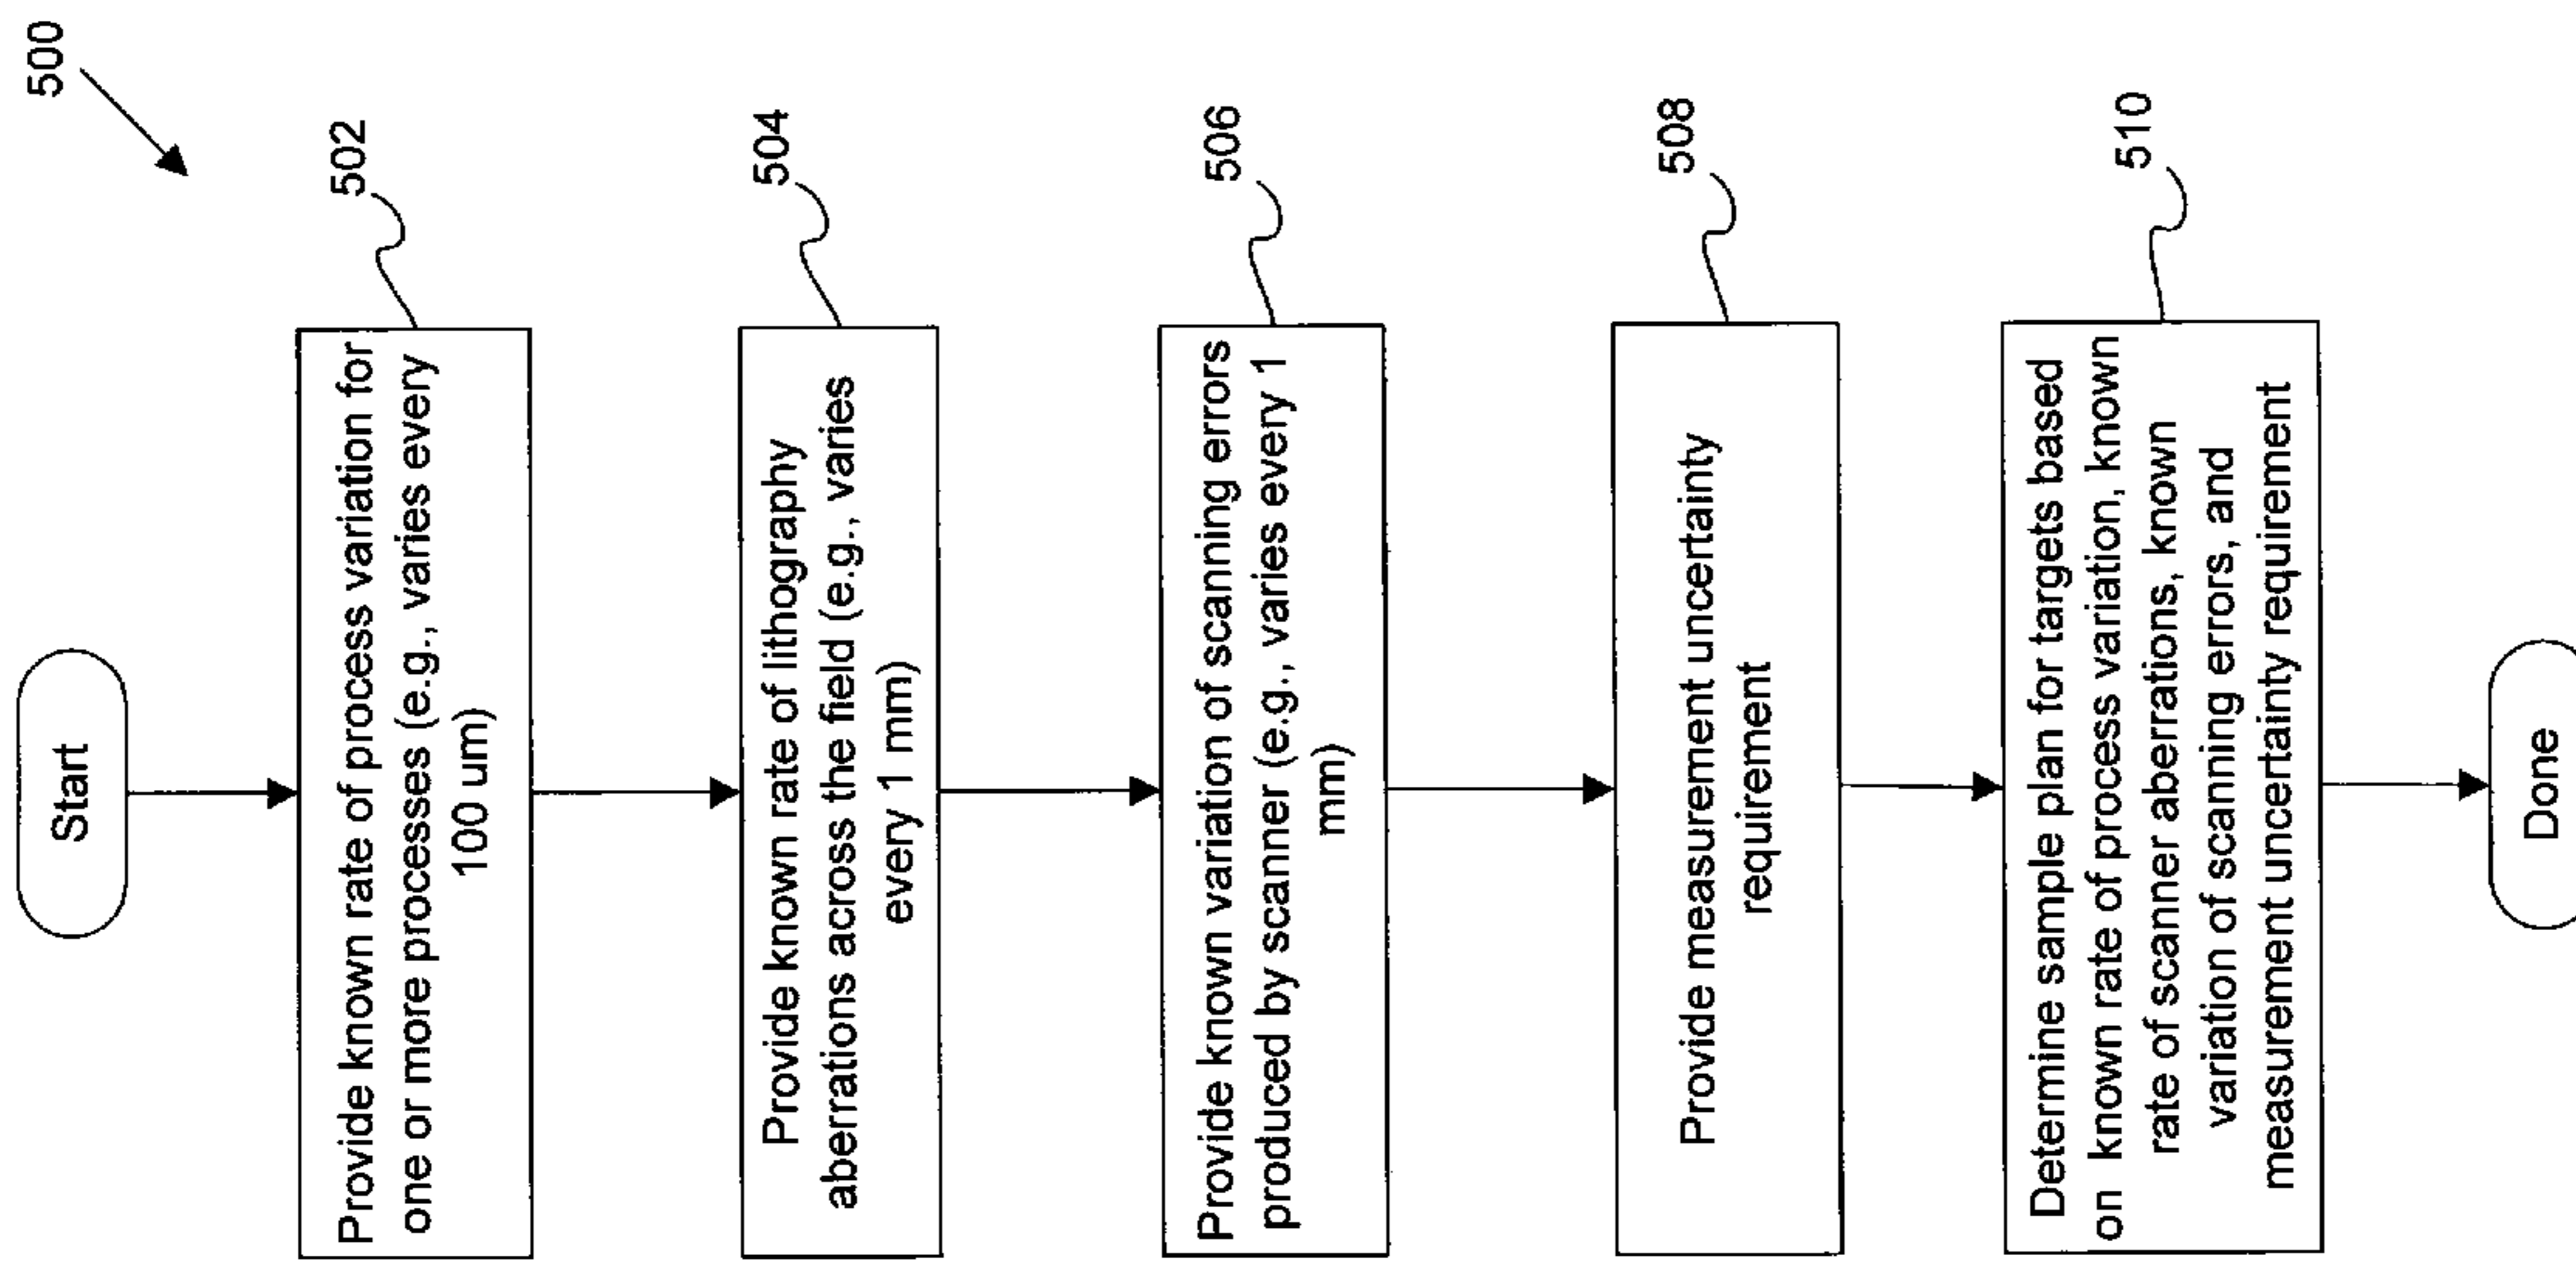 500
Start
Provide known rate of process variation for
one or more processes (e.g., varies every
100 um)
502
Provide known rate of lithography
aberrations across the field (e.g., varies
every 1 mm)
504
Provide known variation of scanning errors
produced by scanner (e.g., varies every 1
mm)
506
Provide measurement uncertainty
requirement
508
Determine sample plan for targets based
on known rate of process variation, known
rate of scanner aberrations, known
variation of scanning errors, and
measurement uncertainty requirement
510
Done